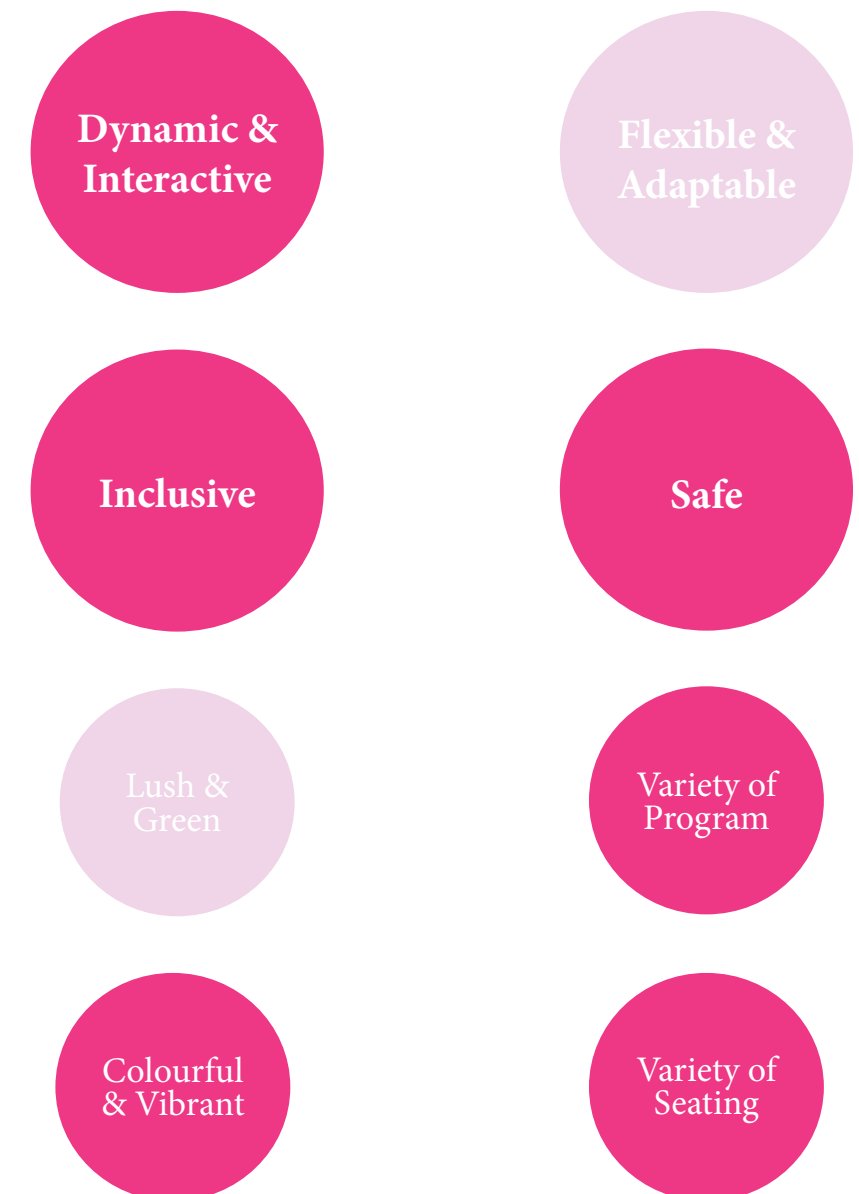 Dynamic &
Interactive
Flexible &
Adaptable
Inclusive
Safe
Lush &
Green
Variety of
Program
Colourful
& Vibrant
Variety of
Seating